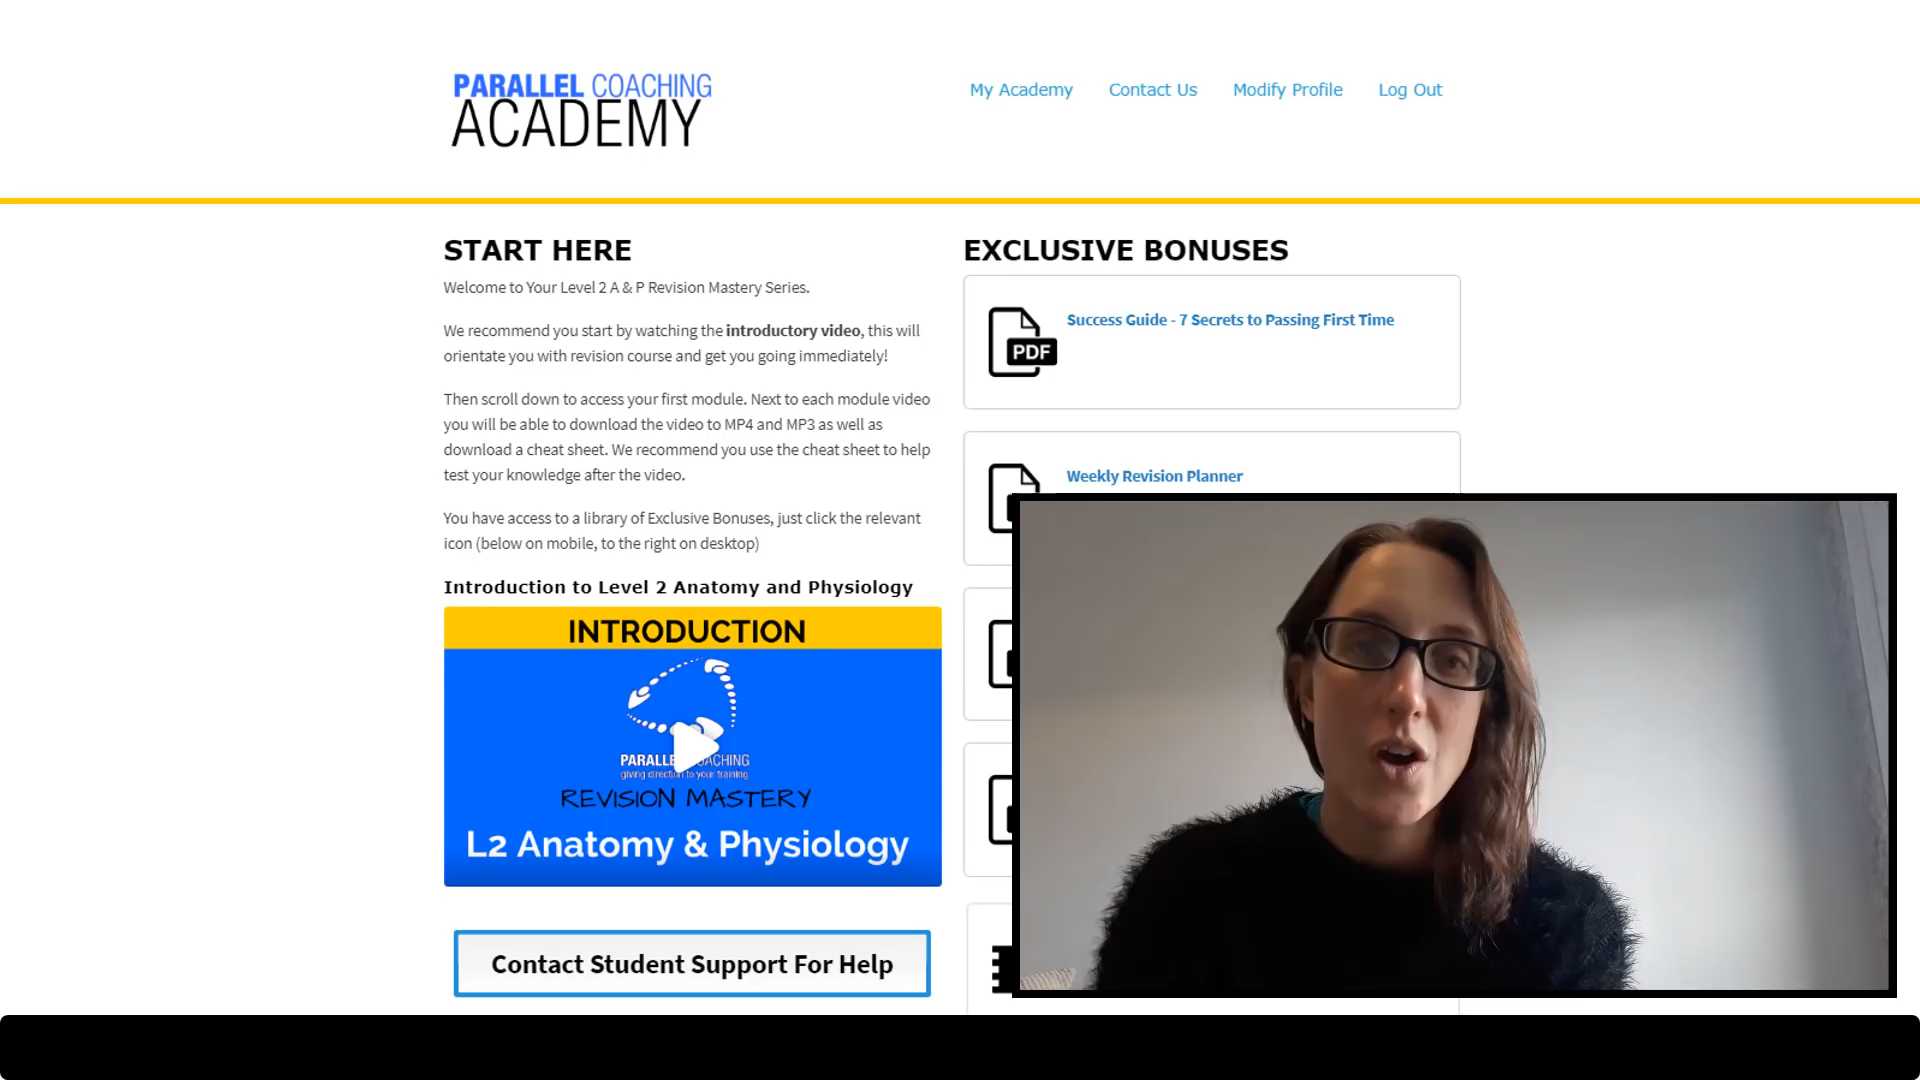 PARALLEL COACHING
ACADEMY
My Academy
Contact Us
Modify Profile
Log Out
START HERE
Welcome to Your Level 2 A & P Revision Mastery Series.
We recommend you start by watching the introductory video, this will
orientate you with revision course and get you going immediately!
Then scroll down to access your first module. Next to each module video
you will be able to download the video to MP4 and MP3 as well as
download a cheat sheet. We recommend you use the cheat sheet to help
test your knowledge after the video.
You have access to a library of Exclusive Bonuses, just click the relevant
icon (below on mobile, to the right on desktop)
Introduction to Level 2 Anatomy and Physiology
INTRODUCTION
PARALLEL COACHING
giving direction to your training
REVISION MASTERY
L2 Anatomy & Physiology
Contact Student Support For Help
EXCLUSIVE BONUSES
PDF
Success Guide - 7 Secrets to Passing First Time
Weekly Revision Planner